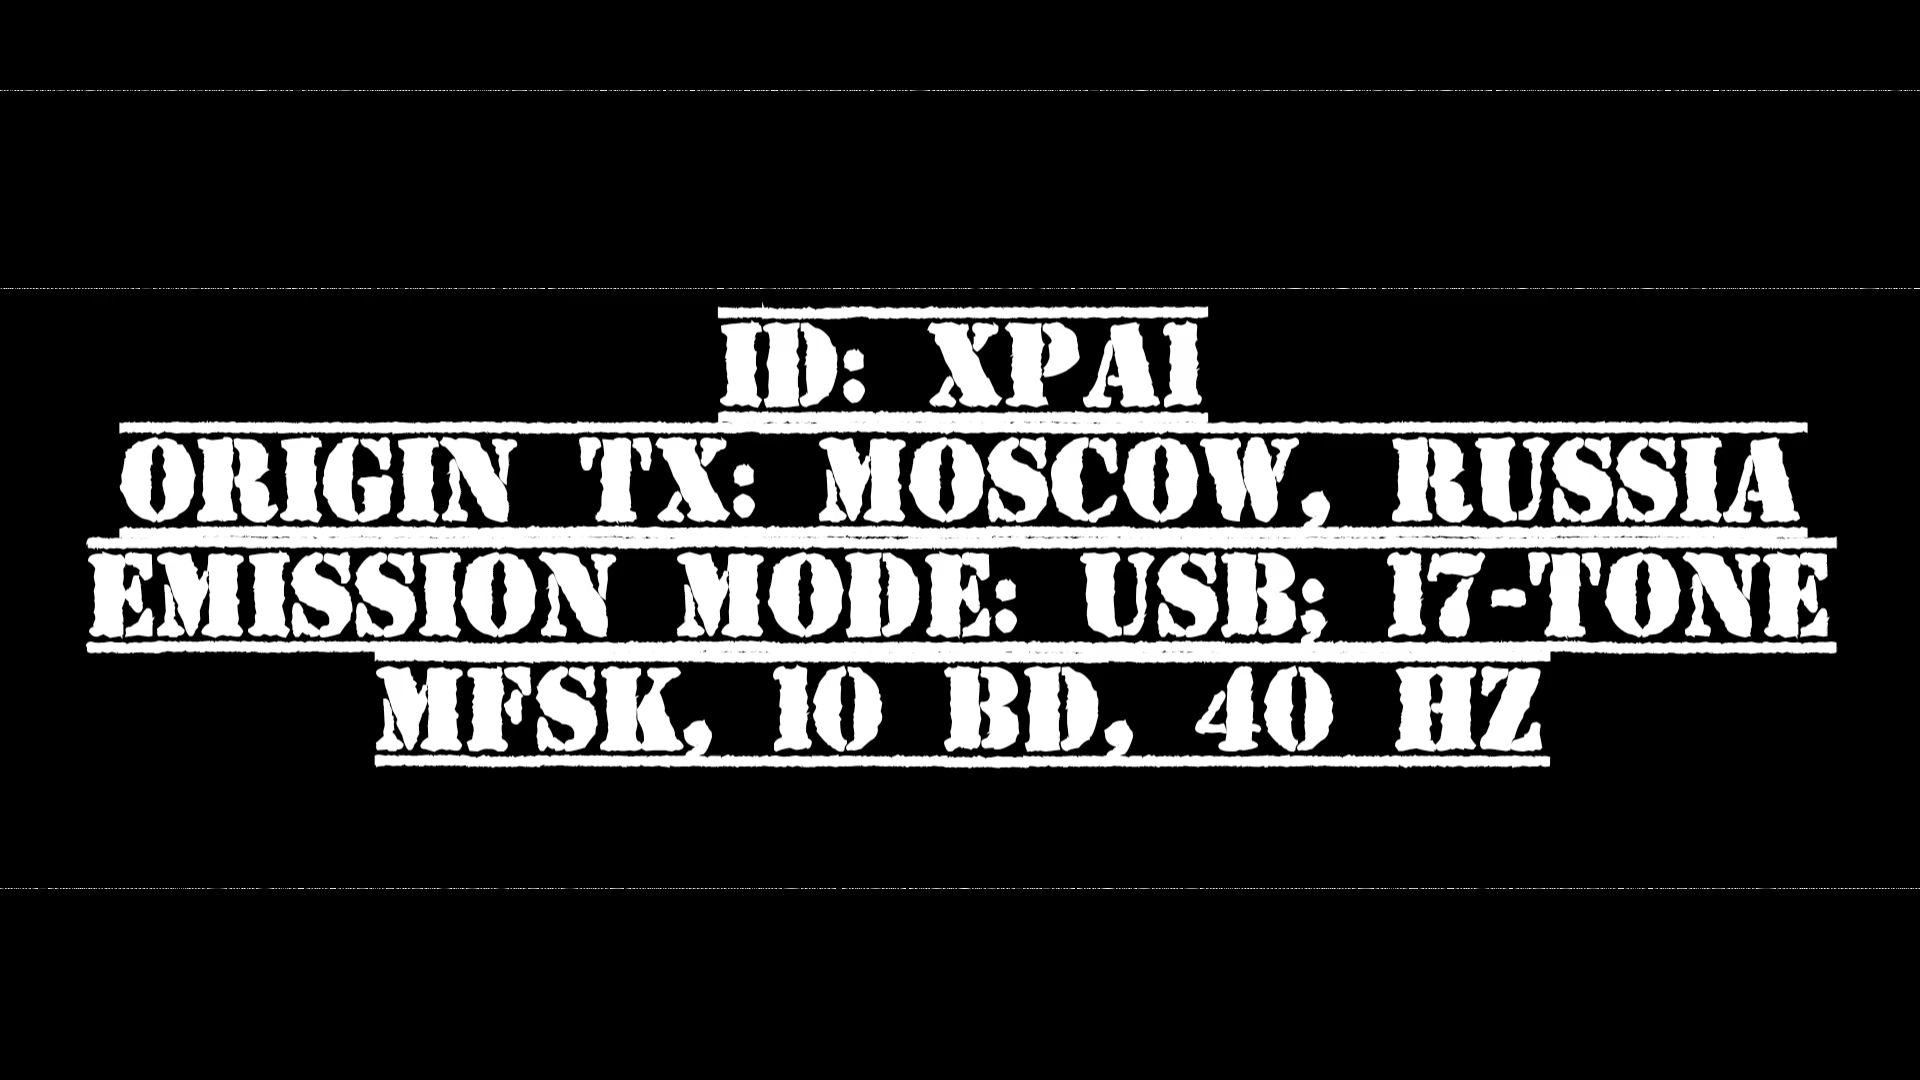 ID: XPA1
ORIGIN TX: MOSCOW, RUSSIA
EMISSION MODE: USB; 17-TONE
MFSK, 10 BD, 40 HZ